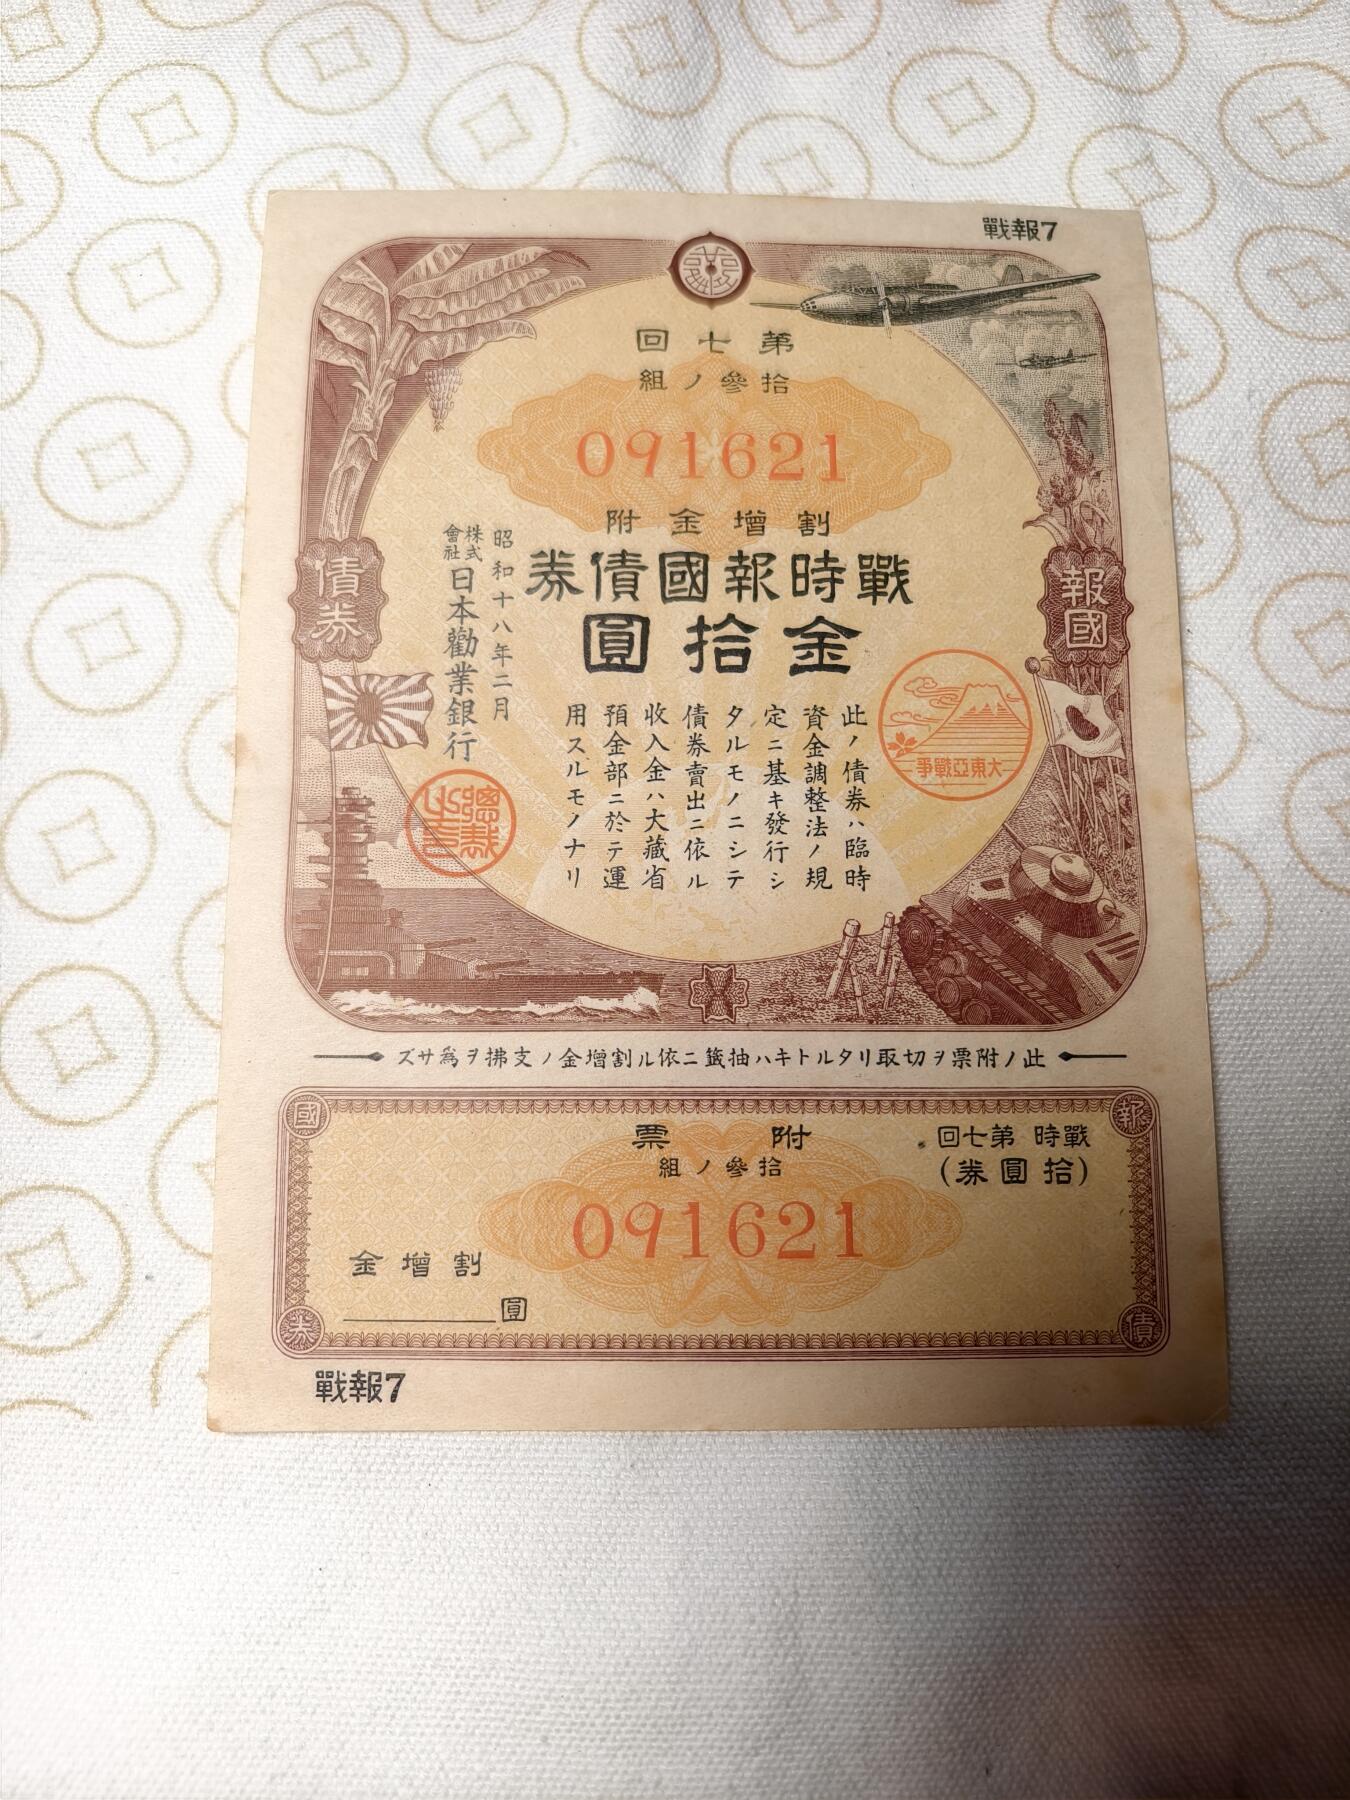 戰報7
第七回
拾參ノ組
091621
割增金附
戰時報國債券
金拾圓
報國
債券
大東亞戰爭
此ノ債券ハ臨時
資金調整法ノ規
定ニ基キ發行シ
タルモノニシテ
債券賣出ニ依ル
收入金ハ大藏省
預金部ニ於テ運
用スルモノナリ
昭和十八年二月
株式會社日本勸業銀行
總裁之印
此ノ附票ヲ切取リタルトキハ抽籤ニ依ル割增金ノ支拂ヲ爲サズ
報
國
債
券
戰時 第七回
(拾圓券)
附票
拾參ノ組
091621
割增金
圓
戰報7